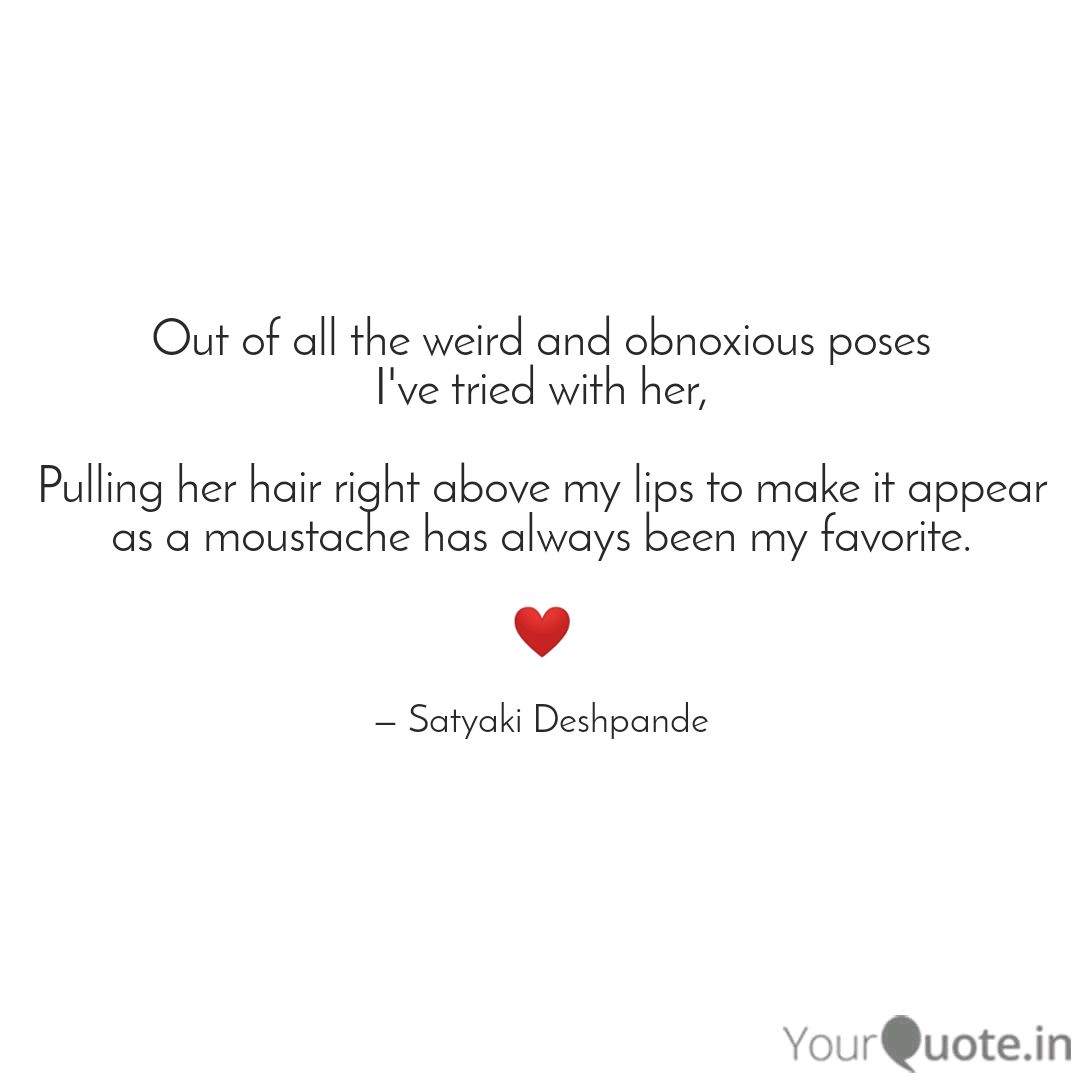 Out of all the weird and obnoxious poses
I've tried with her,
Pulling her hair right above my lips to make it appear
as a moustache has always been my favorite.
❤️
– Satyaki Deshpande
YourQuote.in